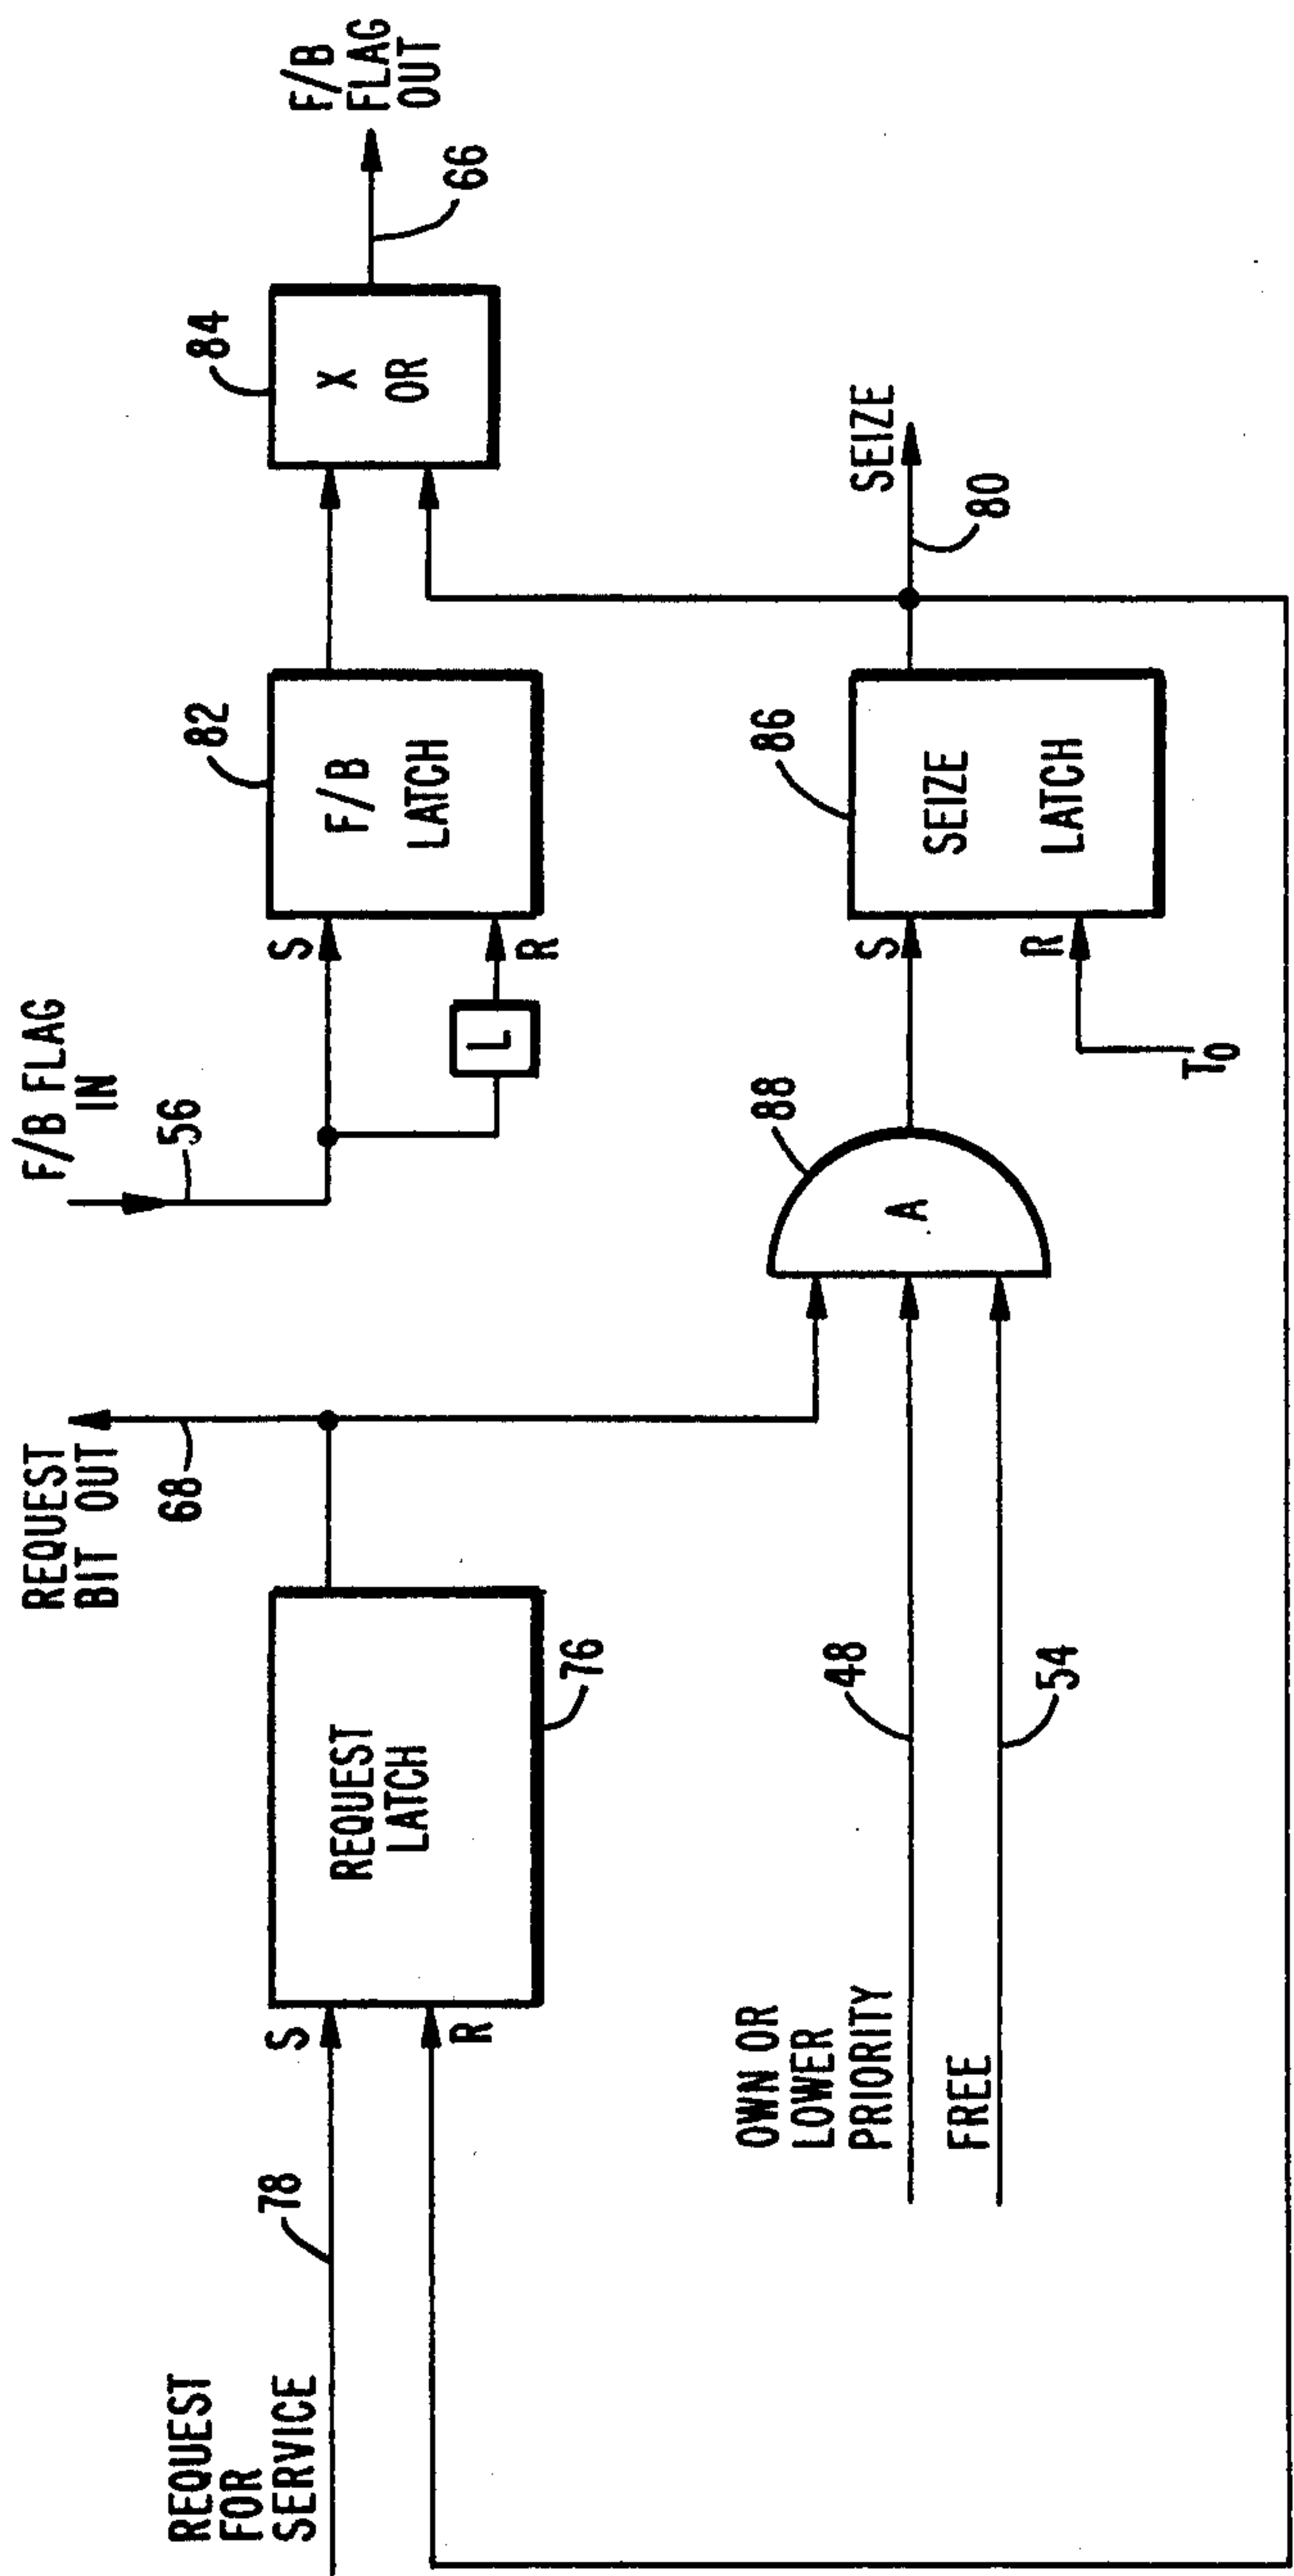 REQUEST
FOR
SERVICE
78
S
R
REQUEST
LATCH
76
REQUEST
BIT OUT
68
F/B FLAG
IN
56
S
L
R
F/B
LATCH
82
X
OR
84
F/B
FLAG
OUT
66
OWN OR
LOWER
PRIORITY
48
FREE
54
A
88
S
R
T0
SEIZE
LATCH
86
SEIZE
80